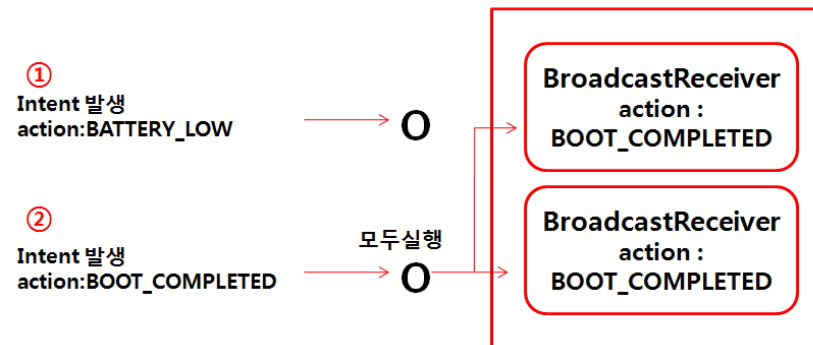 ①
Intent 발생
action:BATTERY_LOW
O
BroadcastReceiver
action :
BOOT_COMPLETED
②
Intent 발생
action:BOOT_COMPLETED
모두실행
O
BroadcastReceiver
action :
BOOT_COMPLETED